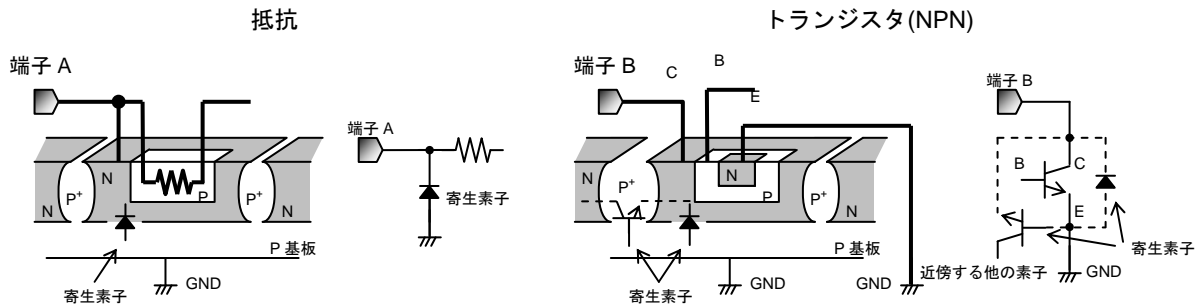 抵抗
端子 A
N
P+
N
P
P+
N
P 基板
GND
寄生素子
端子 A
寄生素子
トランジスタ(NPN)
端子 B
C
B
E
N
P+
N
P
P+
N
P 基板
GND
GND
寄生素子
端子 B
B
C
E
寄生素子
近傍する他の素子
GND